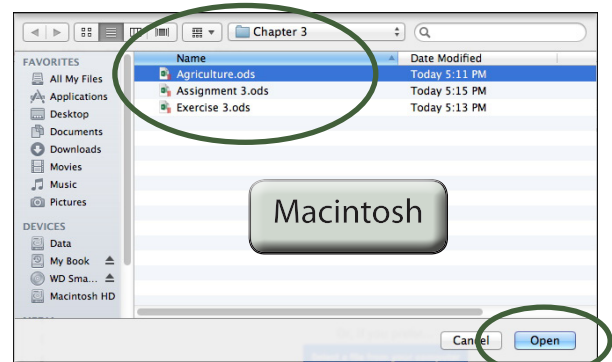 Chapter 3
FAVORITES
All My Files
Applications
Desktop
Documents
Downloads
Movies
Music
Pictures
DEVICES
Data
My Book
WD Sma...
Macintosh HD
Name Date Modified
Agriculture.ods Today 5:11 PM
Assignment 3.ods Today 5:15 PM
Exercise 3.ods Today 5:13 PM
Macintosh
Cancel Open